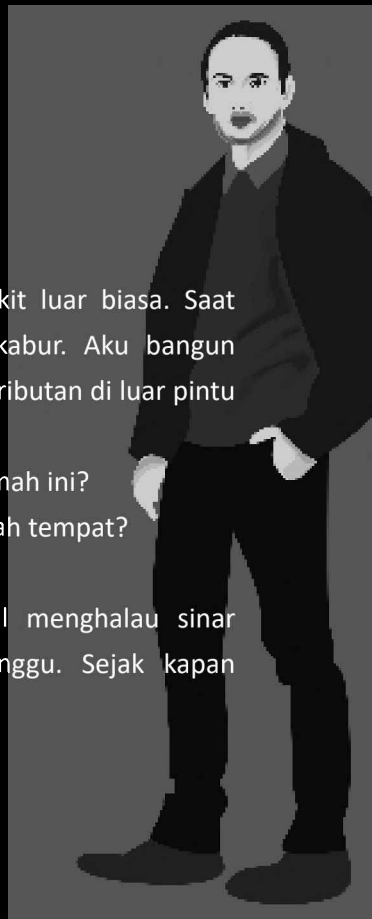 kit luar biasa. Saat
kabur. Aku bangun
ributan di luar pintu
nah ini?
ah tempat?
l menghalau sinar
nggu. Sejak kapan